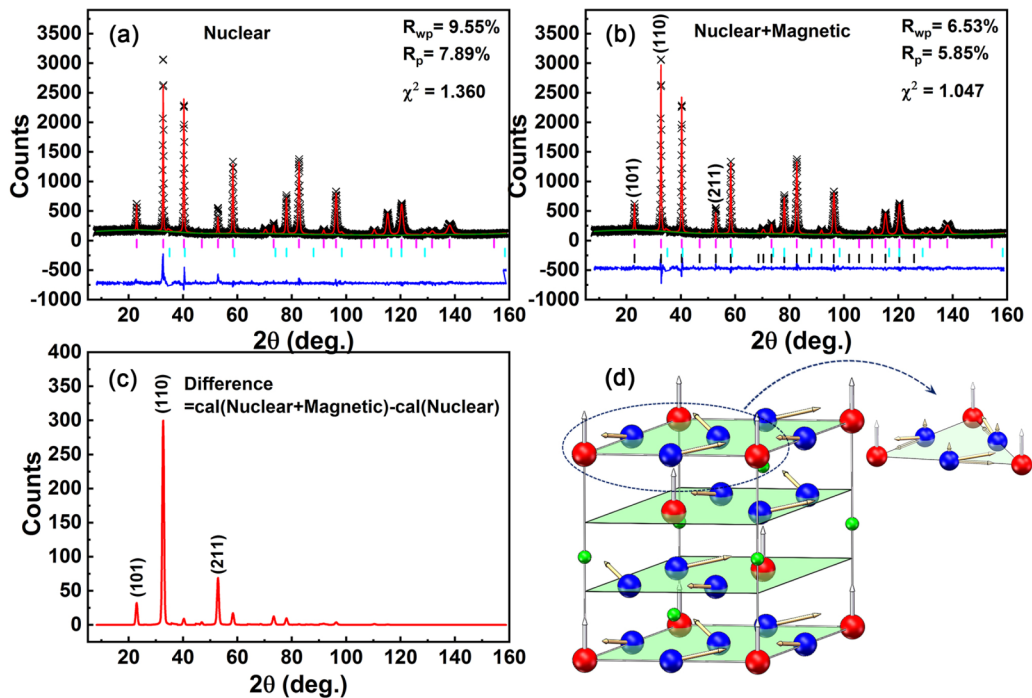 (a)
Nuclear
Rwp= 9.55%
Rp= 7.89%
χ2 = 1.360
Counts
3500
3000
2500
2000
1500
1000
500
0
-500
-1000
20 40 60 80 100 120 140 160
2θ (deg.)
(b)
(110)
Nuclear+Magnetic
Rwp= 6.53%
Rp= 5.85%
χ2 = 1.047
(101)
(211)
Counts
3500
3000
2500
2000
1500
1000
500
0
-500
-1000
20 40 60 80 100 120 140 160
2θ (deg.)
(c)
(110)
Difference
=cal(Nuclear+Magnetic)-cal(Nuclear)
(101)
(211)
Counts
400
350
300
250
200
150
100
50
0
20 40 60 80 100 120 140 160
2θ (deg.)
(d)